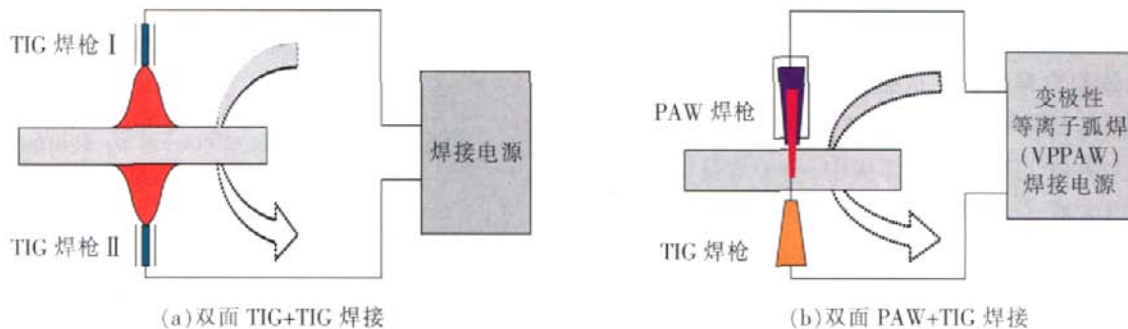 TIG 焊枪 Ⅰ
TIG 焊枪 Ⅱ
焊接电源
(a)双面 TIG+TIG 焊接
PAW 焊枪
TIG 焊枪
变极性
等离子弧焊
(VPPAW)
焊接电源
(b)双面 PAW+TIG 焊接